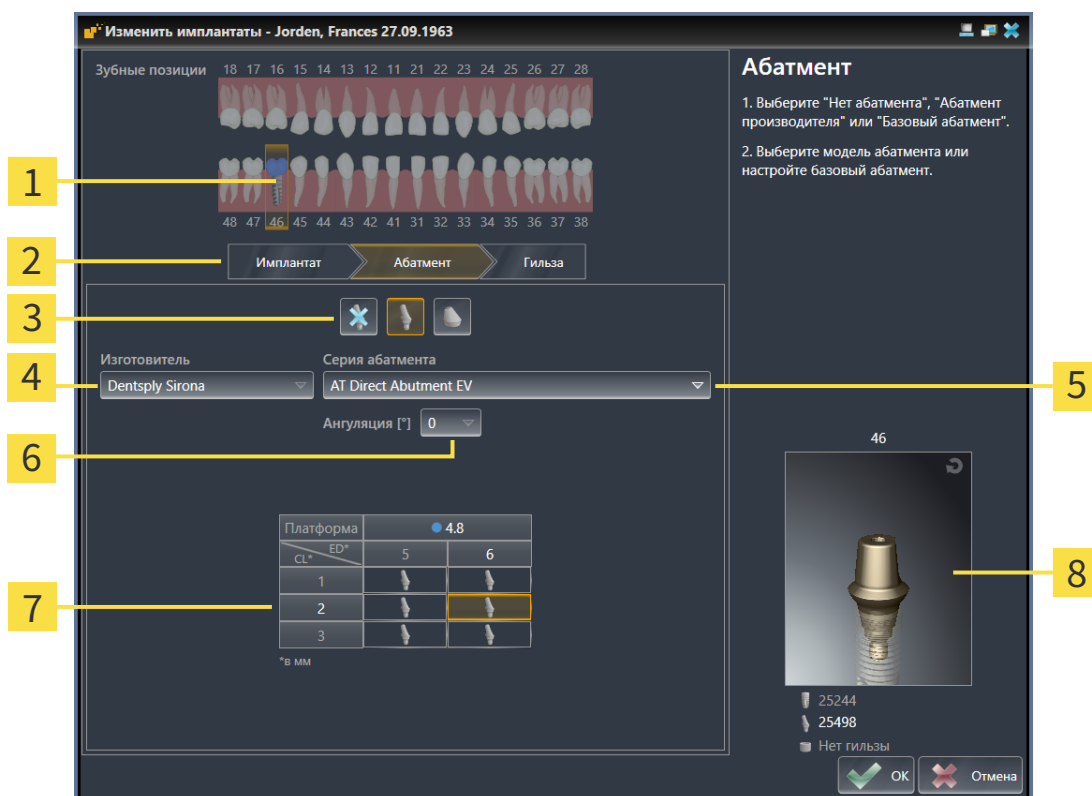 Изменить имплантаты - Jorden, Frances 27.09.1963
Зубные позиции 18 17 16 15 14 13 12 11 21 22 23 24 25 26 27 28
48 47 46 45 44 43 42 41 31 32 33 34 35 36 37 38
1
2
Имплантат Абатмент Гильза
3
Изготовитель Серия абатмента
4
Dentsply Sirona AT Direct Abutment EV
5
Ангуляция [°] 0
6
Платформа 4.8
CL* ED* 5 6
1
2
3
7
*в мм
Абатмент
1. Выберите "Нет абатмента", "Абатмент
производителя" или "Базовый абатмент".
2. Выберите модель абатмента или
настройте базовый абатмент.
46
8
25244
25498
Нет гильзы
OK Отмена